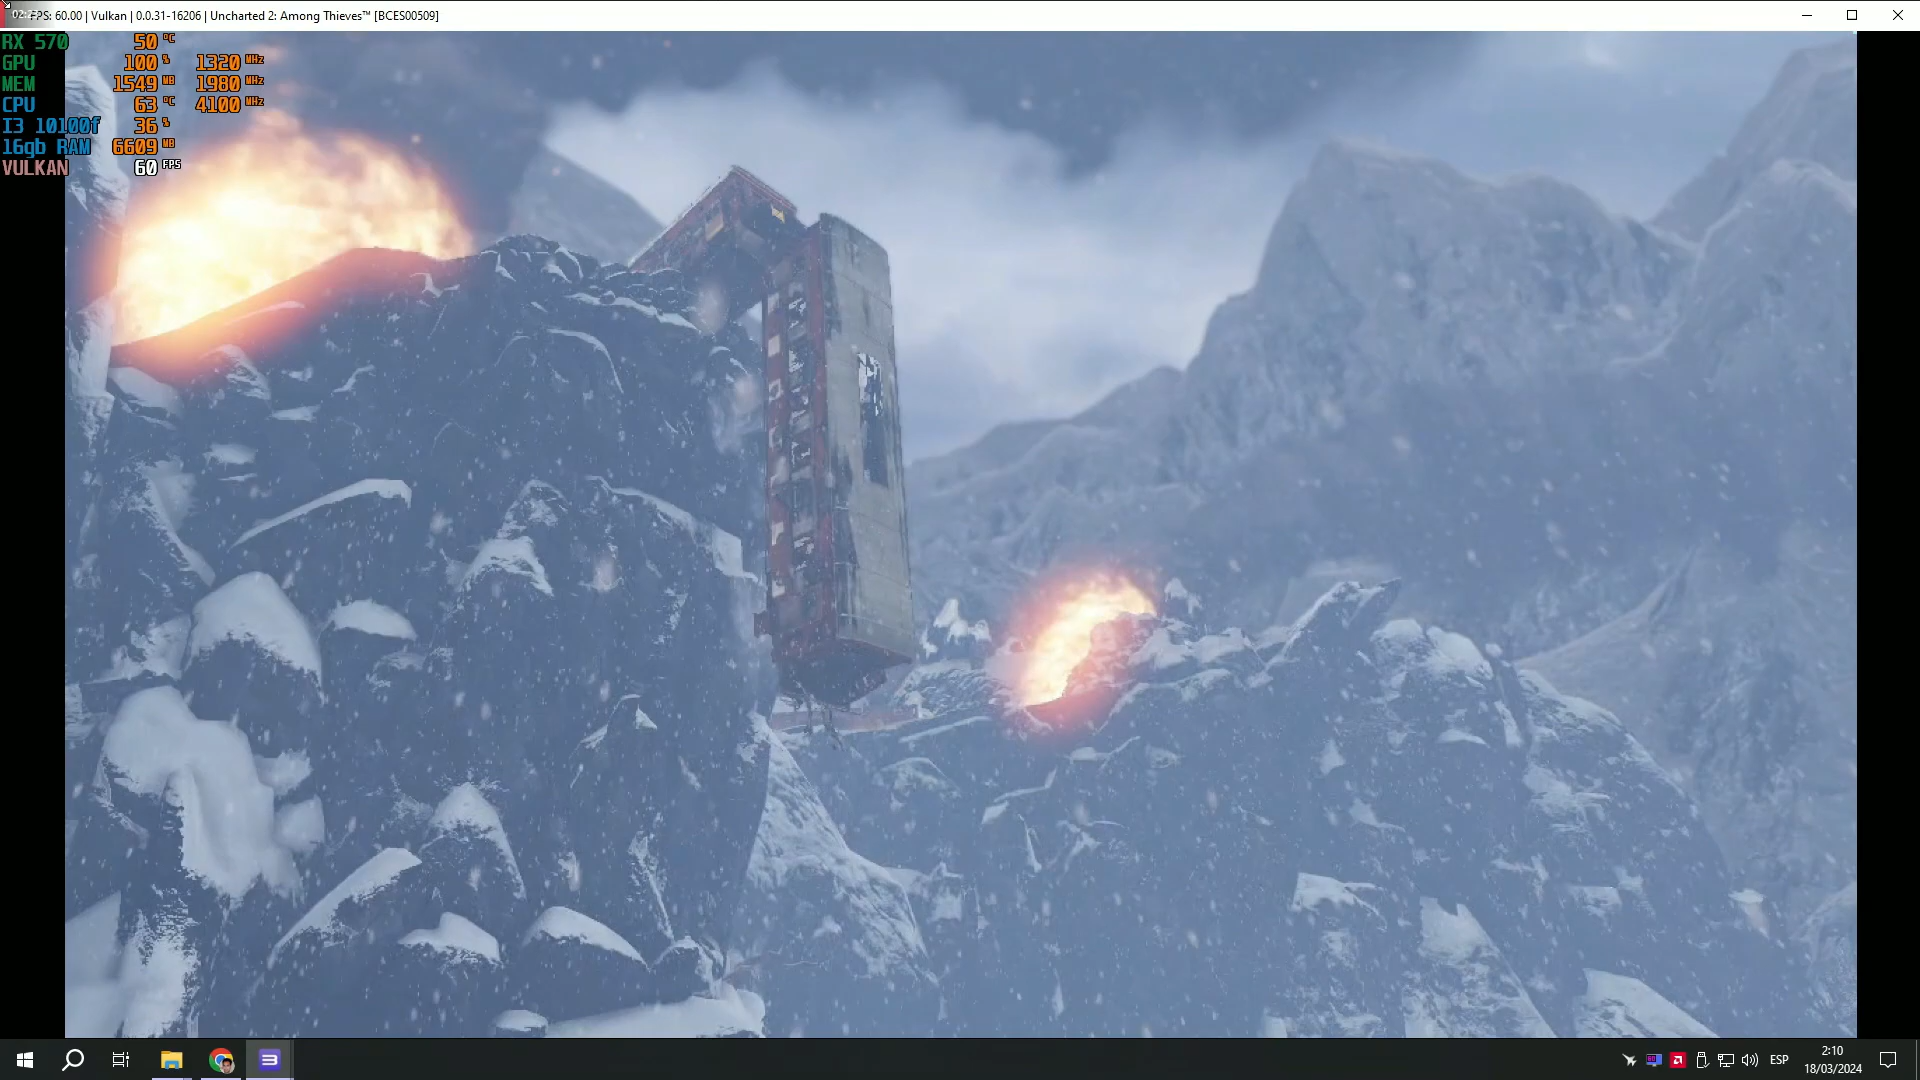 FPS: 60.00 | Vulkan | 0.0.31-16206 | Uncharted 2: Among Thieves™ [BCES00509]
RX 570 50 °C
GPU 100 % 1320 MHz
MEM 1549 MB 1980 MHz
CPU 63 °C 4100 MHz
I3 10100f 36 %
16gb RAM 6609 MB
VULKAN 60 FPS
ESP
2:10
18/03/2024